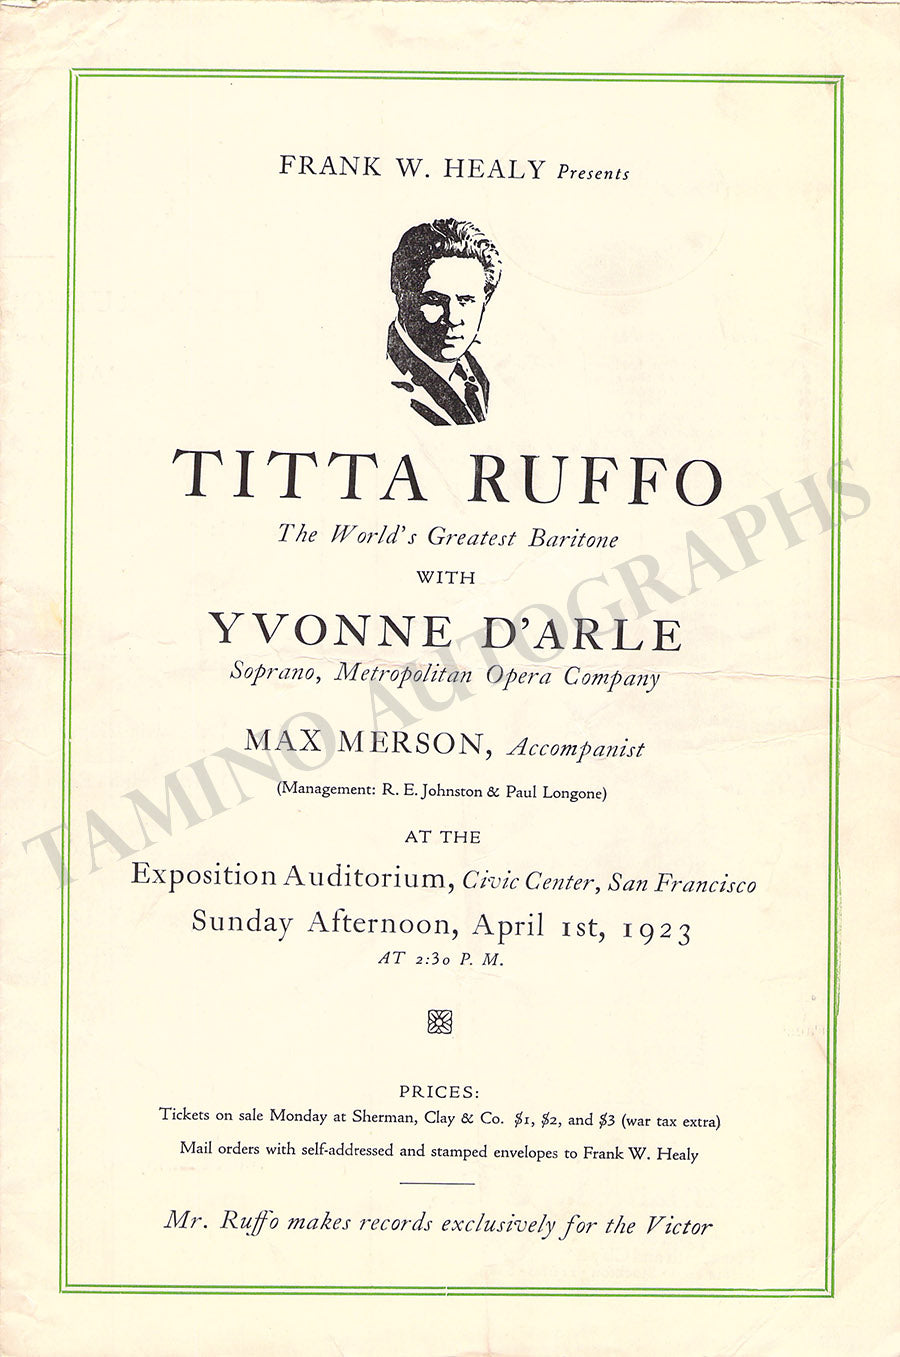 FRANK W. HEALY Presents
TITTA RUFFO
The World's Greatest Baritone
WITH
YVONNE D'ARLE
Soprano, Metropolitan Opera Company
MAX MERSON, Accompanist
(Management: R. E. Johnston & Paul Longone)
AT THE
Exposition Auditorium, Civic Center, San Francisco
Sunday Afternoon, April 1st, 1923
AT 2:30 P. M.
PRICES:
Tickets on sale Monday at Sherman, Clay & Co. $1, $2, and $3 (war tax extra)
Mail orders with self-addressed and stamped envelopes to Frank W. Healy
Mr. Ruffo makes records exclusively for the Victor
TAMINO AUTOGRAPHS